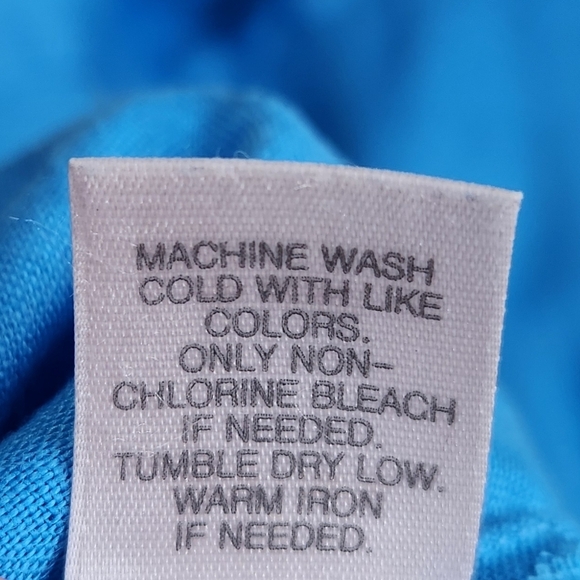 MACHINE WASH
COLD WITH LIKE
COLORS.
ONLY NON-
CHLORINE BLEACH
IF NEEDED.
TUMBLE DRY LOW.
WARM IRON
IF NEEDED.